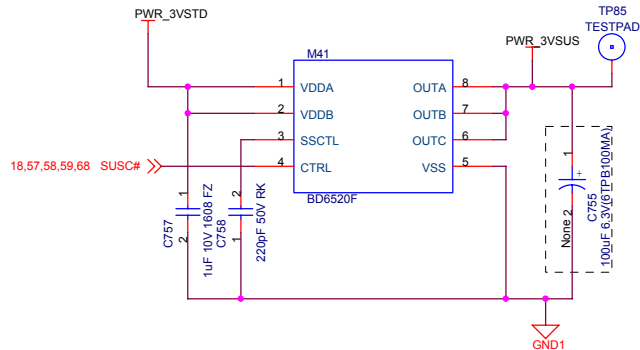 TP85
TESTPAD
PWR_3VSTD
PWR_3VSUS
M41
1 VDDA OUTA 8
2 VDDB OUTB 7
3 SSCTL OUTC 6
18,57,58,59,68 SUSC# 4 CTRL VSS 5
BD6520F
1
2
C757
1uF 10V 1608 FZ
2
1
C758
220pF 50V RK
1
+
None 2
C755
100uF_6.3V(6TPB100MA)
GND1